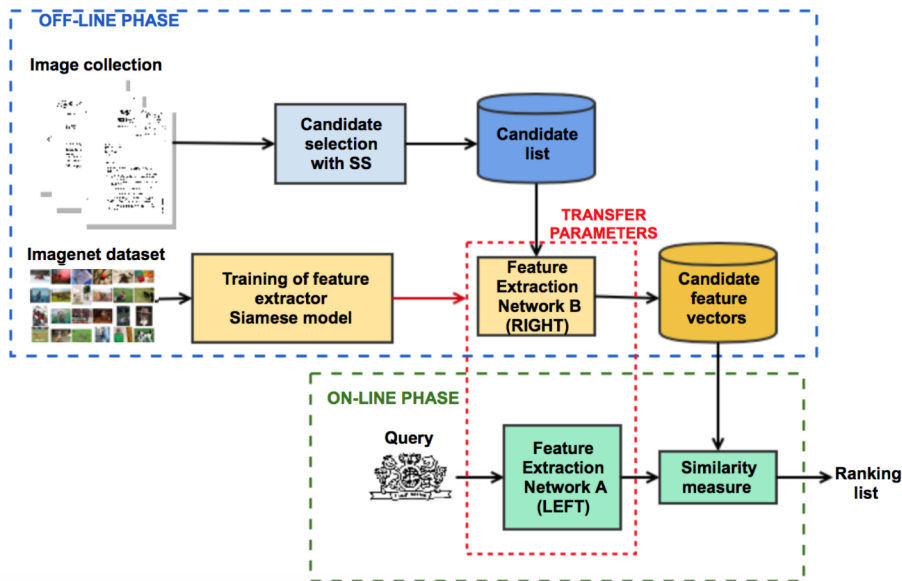 OFF-LINE PHASE
Image collection
Candidate
selection
with SS
Candidate
list
TRANSFER
PARAMETERS
Imagenet dataset
Training of feature
extractor
Siamese model
Feature
Extraction
Network B
(RIGHT)
Candidate
feature
vectors
ON-LINE PHASE
Query
Feature
Extraction
Network A
(LEFT)
Similarity
measure
Ranking
list